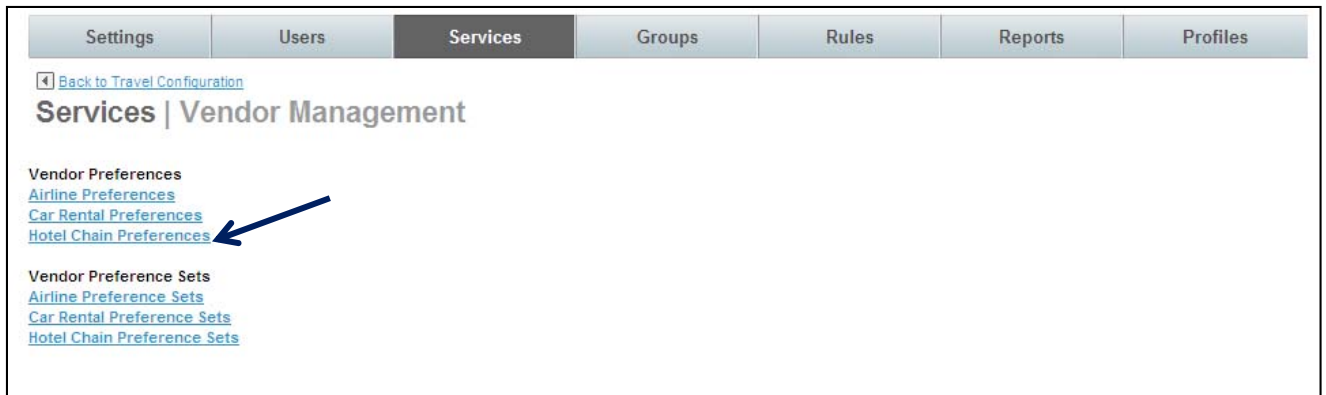 Settings Users Services Groups Rules Reports Profiles
Back to Travel Configuration
Services | Vendor Management
Vendor Preferences
Airline Preferences
Car Rental Preferences
Hotel Chain Preferences
Vendor Preference Sets
Airline Preference Sets
Car Rental Preference Sets
Hotel Chain Preference Sets